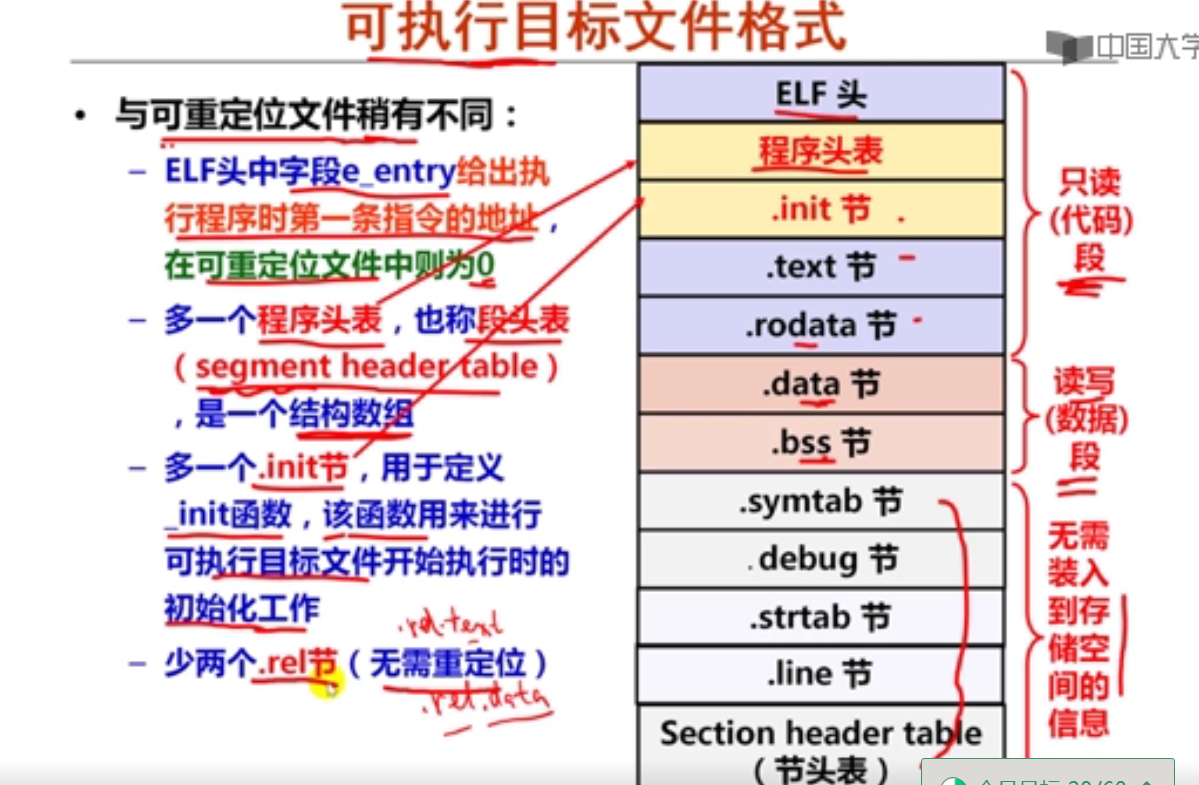 可执行目标文件格式
中国大学
• 与可重定位文件稍有不同：
– ELF头中字段e_entry给出执
行程序时第一条指令的地址，
在可重定位文件中则为0
– 多一个程序头表，也称段头表
（segment header table）
，是一个结构数组
– 多一个.init节，用于定义
_init函数，该函数用来进行
可执行目标文件开始执行时的
初始化工作
.rel.text
– 少两个.rel节（无需重定位）
.rel.data
ELF 头
程序头表
.init 节
.text 节
.rodata 节
.data 节
.bss 节
.symtab 节
.debug 节
.strtab 节
.line 节
Section header table
（节头表）
只读
(代码)
段
读写
(数据)
段
无需
装入
到存
储空
间的
信息